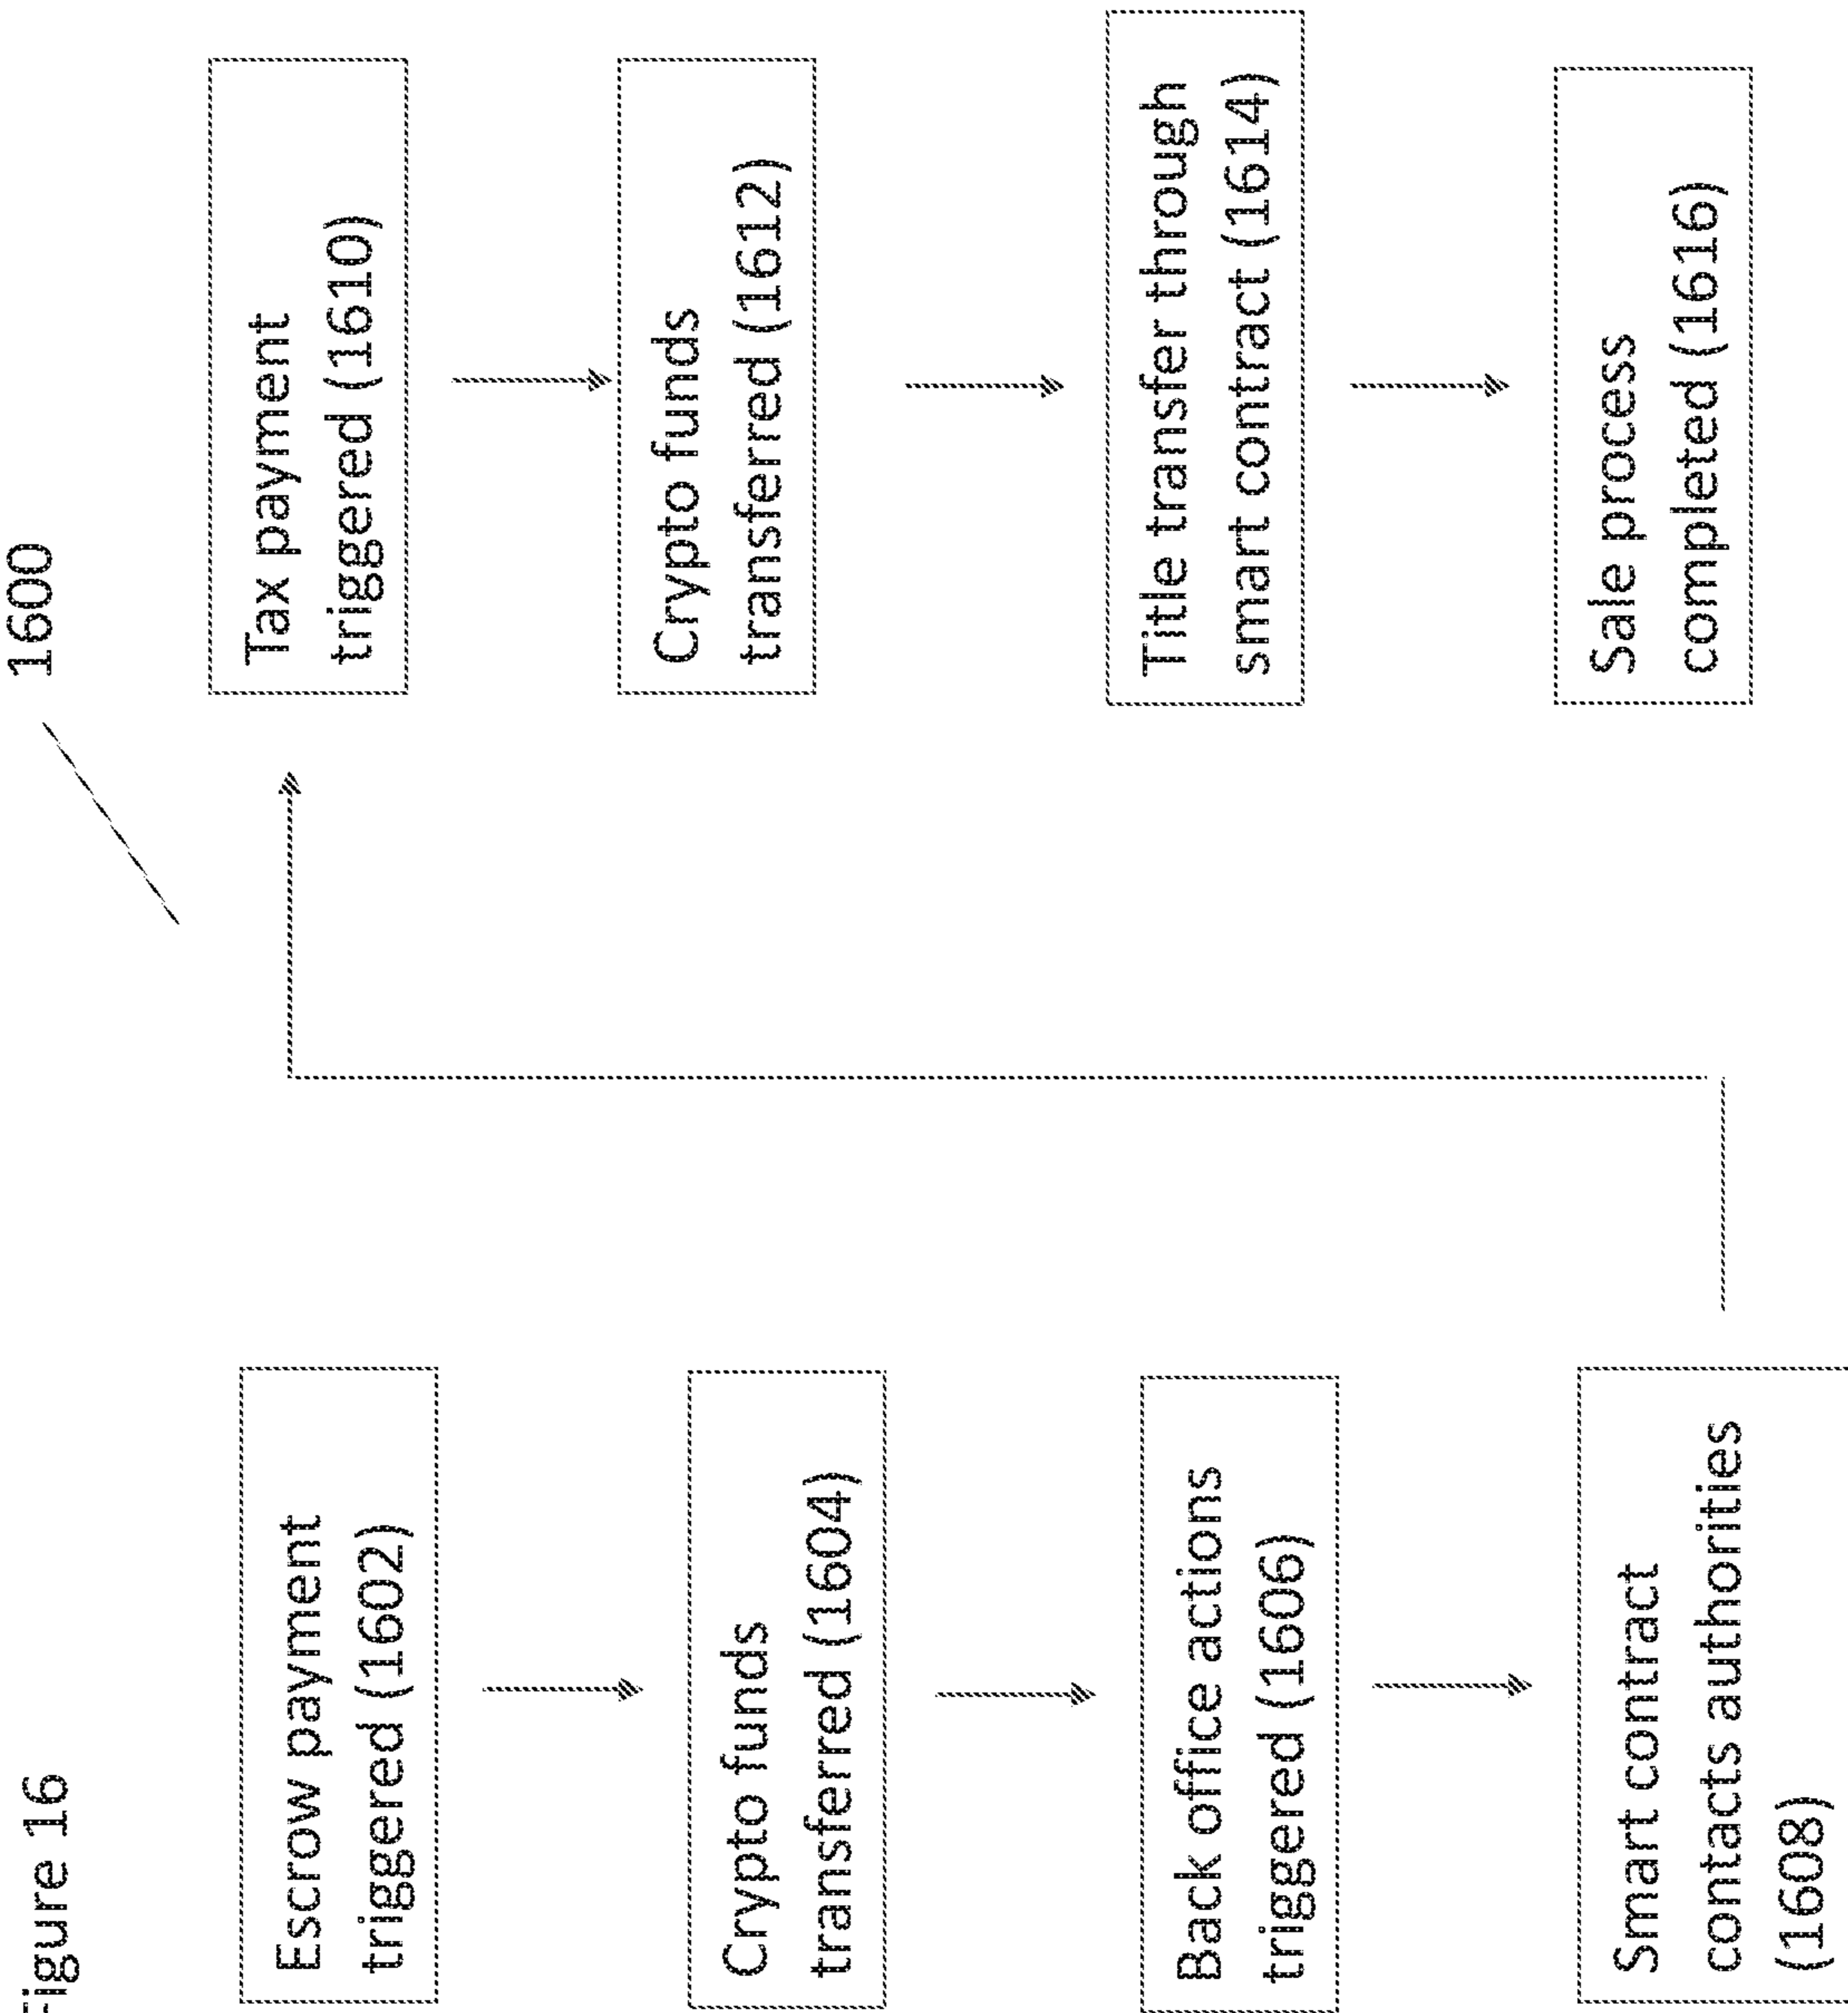 Figure 16
1600
Escrow payment
triggered (1602)
Crypto funds
transferred (1604)
Back office actions
triggered (1606)
Smart contract
contacts authorities
(1608)
Tax payment
triggered (1610)
Crypto funds
transferred (1612)
Title transfer through
smart contract (1614)
Sale process
completed (1616)